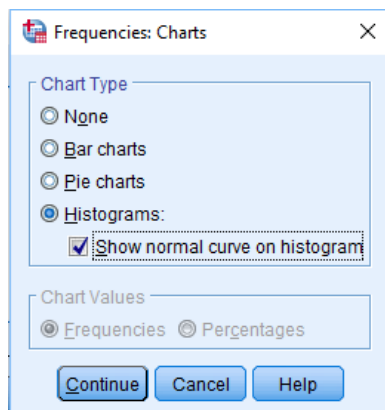 Frequencies: Charts
Chart Type
None
Bar charts
Pie charts
Histograms:
Show normal curve on histogram
Chart Values
Frequencies Percentages
Continue Cancel Help